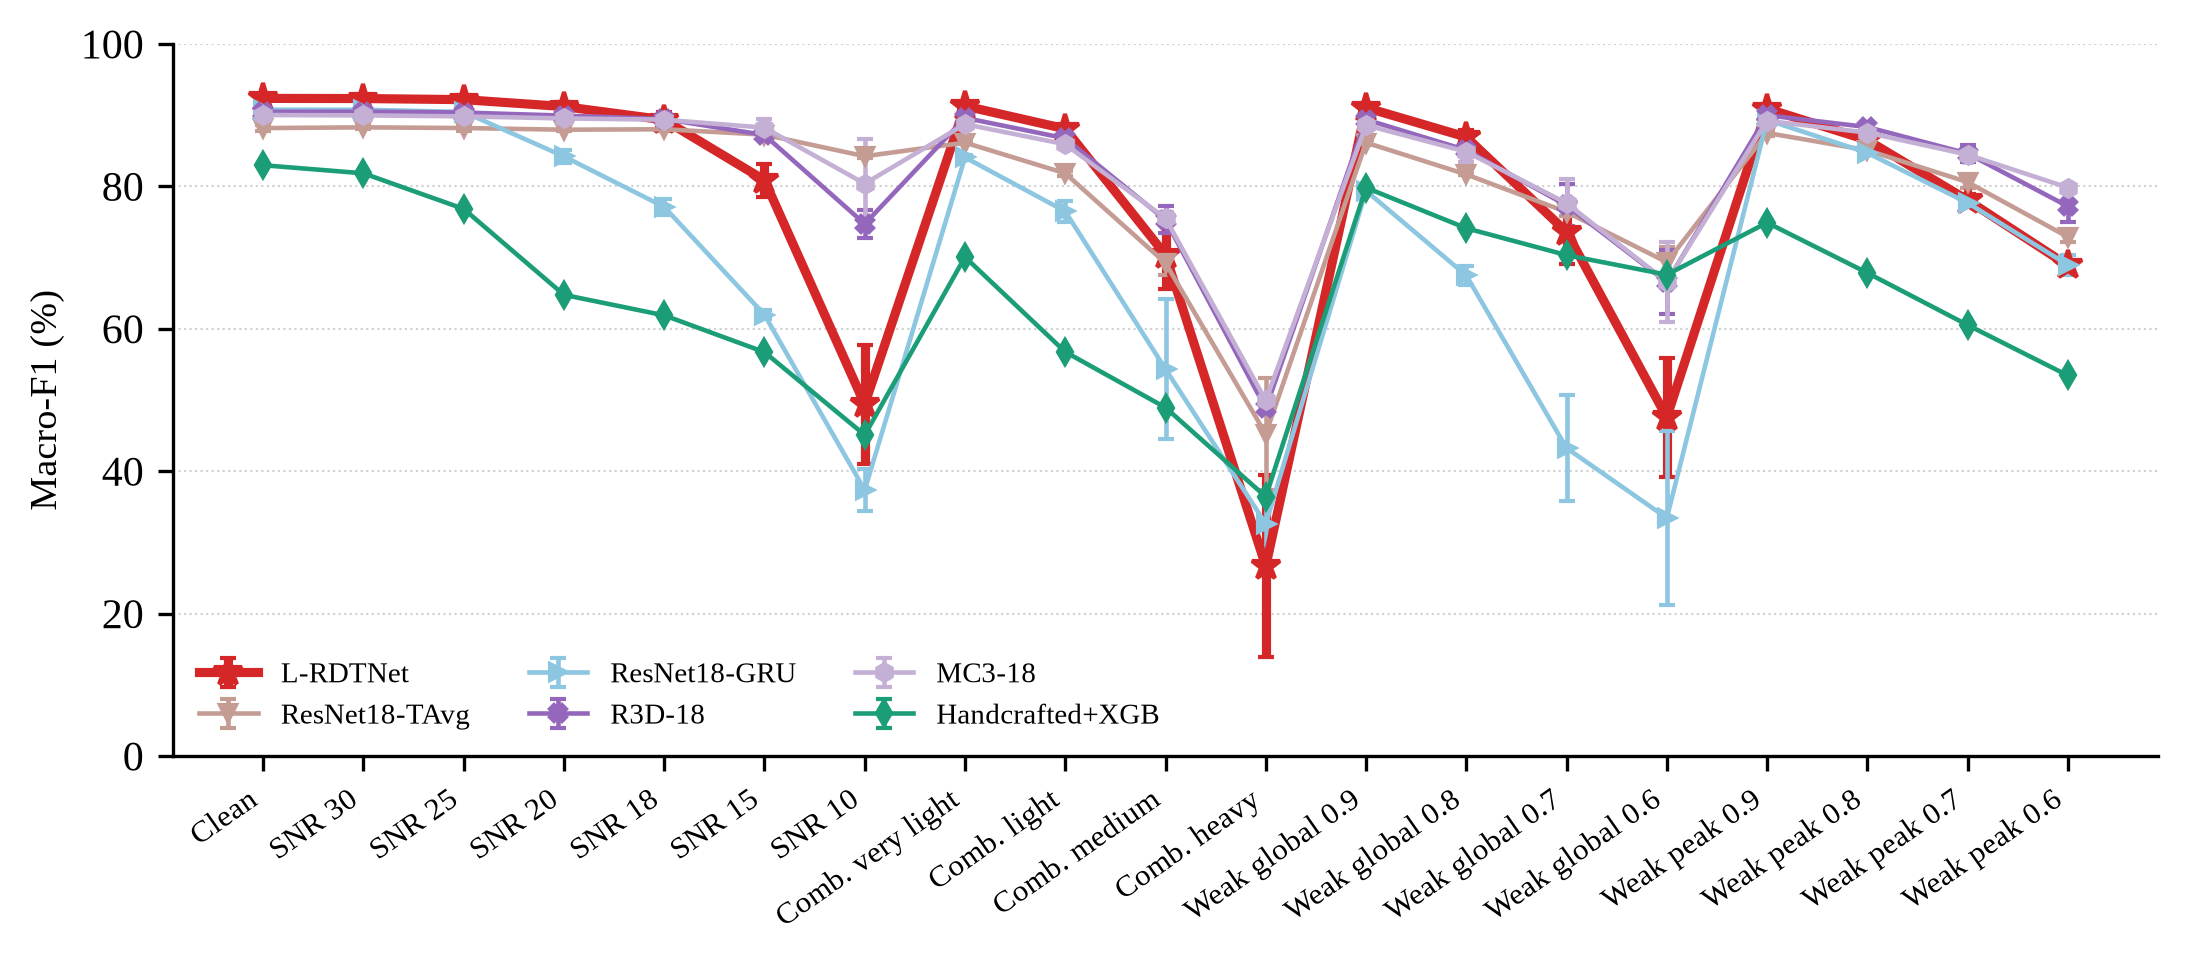 100
80
60
40
20
0
Macro-F1 (%)
L-RDTNet
ResNet18-TAvg
ResNet18-GRU
R3D-18
MC3-18
Handcrafted+XGB
Clean
SNR 30
SNR 25
SNR 20
SNR 18
SNR 15
SNR 10
Comb. very light
Comb. light
Comb. medium
Comb. heavy
Weak global 0.9
Weak global 0.8
Weak global 0.7
Weak global 0.6
Weak peak 0.9
Weak peak 0.8
Weak peak 0.7
Weak peak 0.6